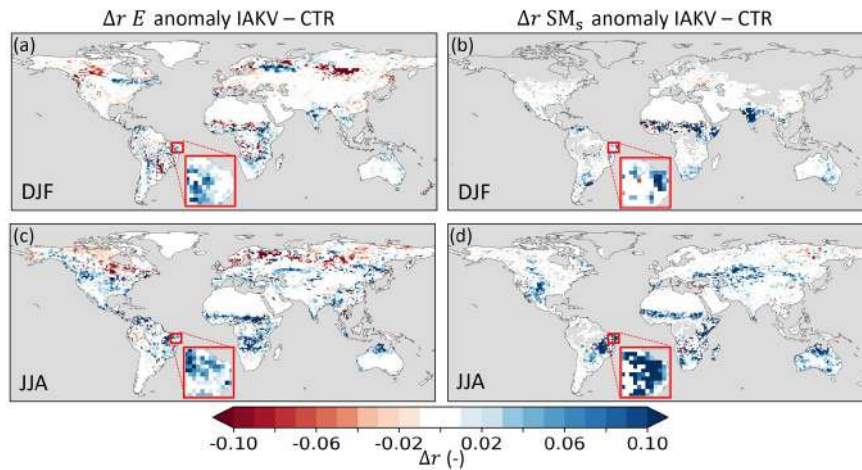 Δr E anomaly IAKV – CTR
Δr SMs anomaly IAKV – CTR
(a)
(b)
DJF
DJF
(c)
(d)
JJA
JJA
-0.10 -0.06 -0.02 0.02 0.06 0.10
Δr (-)